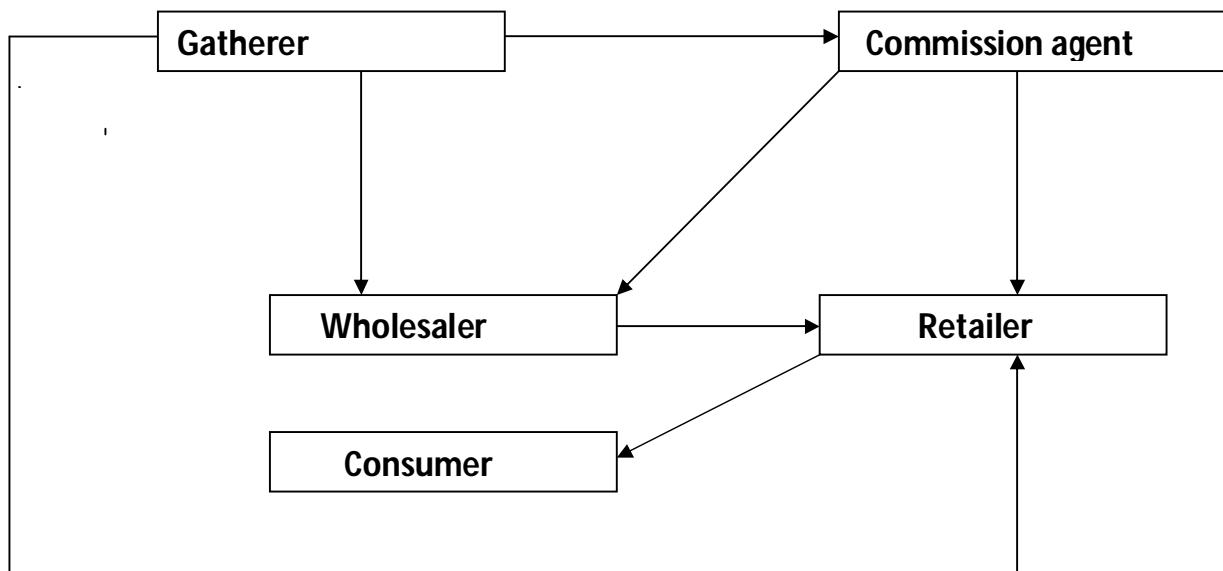 Gatherer
Commission agent
Wholesaler
Retailer
Consumer